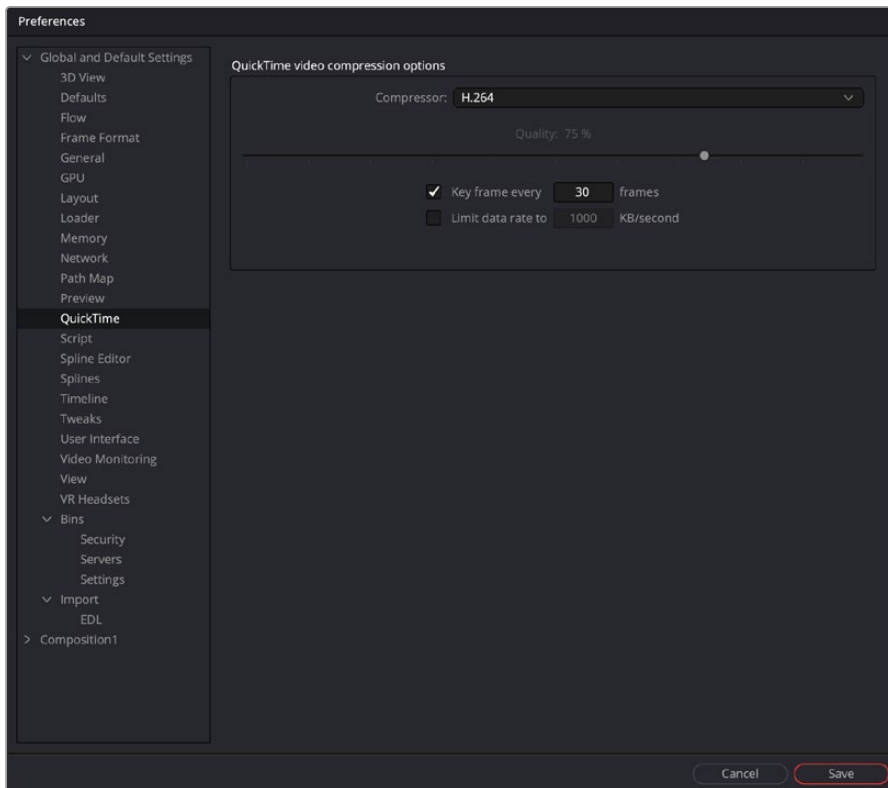 Preferences
Global and Default Settings
3D View
Defaults
Flow
Frame Format
General
GPU
Layout
Loader
Memory
Network
Path Map
Preview
QuickTime
Script
Spline Editor
Splines
Timeline
Tweaks
User Interface
Video Monitoring
View
VR Headsets
Bins
Security
Servers
Settings
Import
EDL
Composition1
QuickTime video compression options
Compressor: H.264
Quality: 75 %
Key frame every 30 frames
Limit data rate to 1000 KB/second
Cancel Save